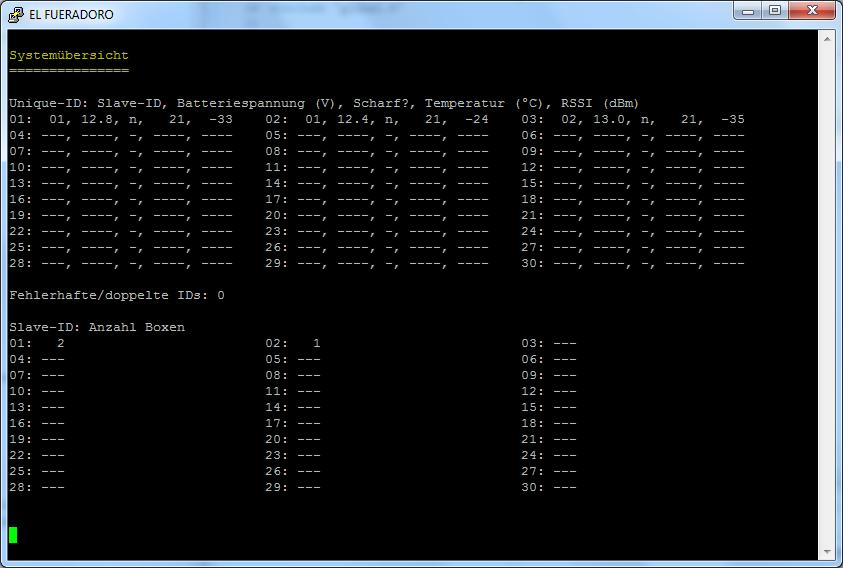 EL FUERADORO
Systemübersicht
===============
Unique-ID: Slave-ID, Batteriespannung (V), Scharf?, Temperatur (°C), RSSI (dBm)
01:  01, 12.8, n,   21,  -33    02:  01, 12.4, n,   21,  -24    03:  02, 13.0, n,   21,  -35
04: ---, ----, -, ----, ----    05: ---, ----, -, ----, ----    06: ---, ----, -, ----, ----
07: ---, ----, -, ----, ----    08: ---, ----, -, ----, ----    09: ---, ----, -, ----, ----
10: ---, ----, -, ----, ----    11: ---, ----, -, ----, ----    12: ---, ----, -, ----, ----
13: ---, ----, -, ----, ----    14: ---, ----, -, ----, ----    15: ---, ----, -, ----, ----
16: ---, ----, -, ----, ----    17: ---, ----, -, ----, ----    18: ---, ----, -, ----, ----
19: ---, ----, -, ----, ----    20: ---, ----, -, ----, ----    21: ---, ----, -, ----, ----
22: ---, ----, -, ----, ----    23: ---, ----, -, ----, ----    24: ---, ----, -, ----, ----
25: ---, ----, -, ----, ----    26: ---, ----, -, ----, ----    27: ---, ----, -, ----, ----
28: ---, ----, -, ----, ----    29: ---, ----, -, ----, ----    30: ---, ----, -, ----, ----
Fehlerhafte/doppelte IDs: 0
Slave-ID: Anzahl Boxen
01:   2                         02:   1                         03: ---
04: ---                         05: ---                         06: ---
07: ---                         08: ---                         09: ---
10: ---                         11: ---                         12: ---
13: ---                         14: ---                         15: ---
16: ---                         17: ---                         18: ---
19: ---                         20: ---                         21: ---
22: ---                         23: ---                         24: ---
25: ---                         26: ---                         27: ---
28: ---                         29: ---                         30: ---